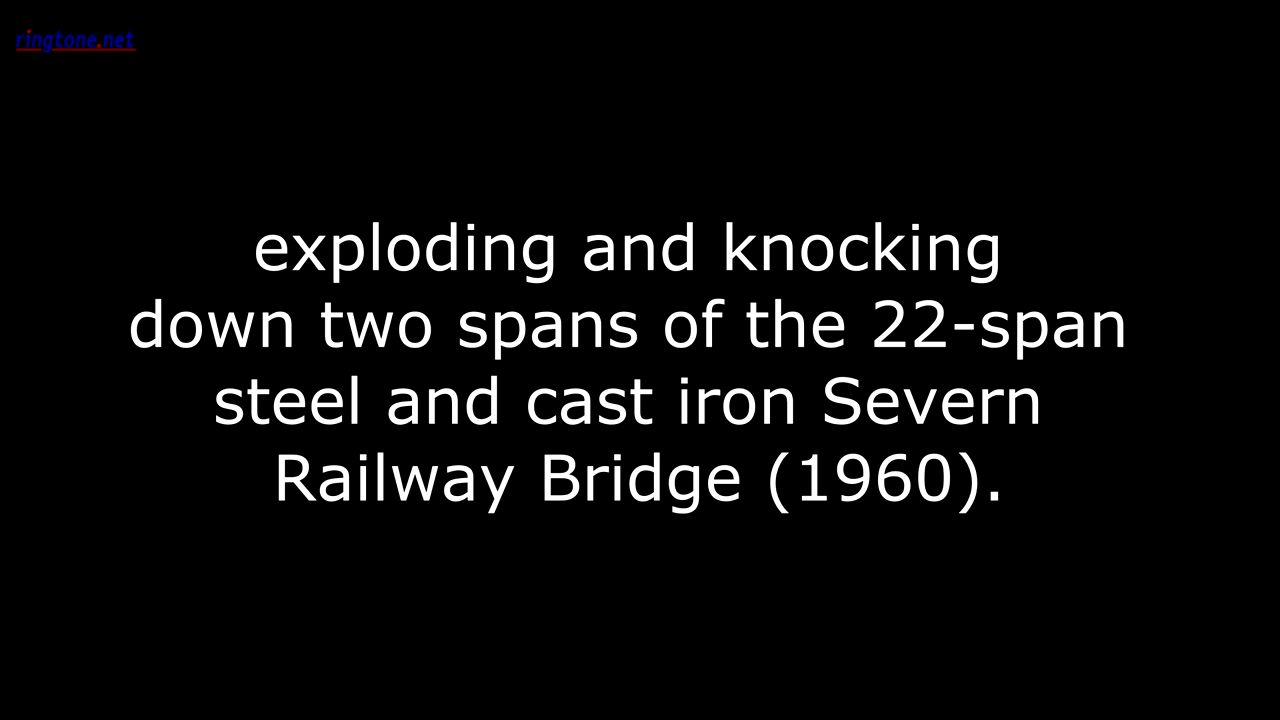 ringtone.net
exploding and knocking
down two spans of the 22-span
steel and cast iron Severn
Railway Bridge (1960).